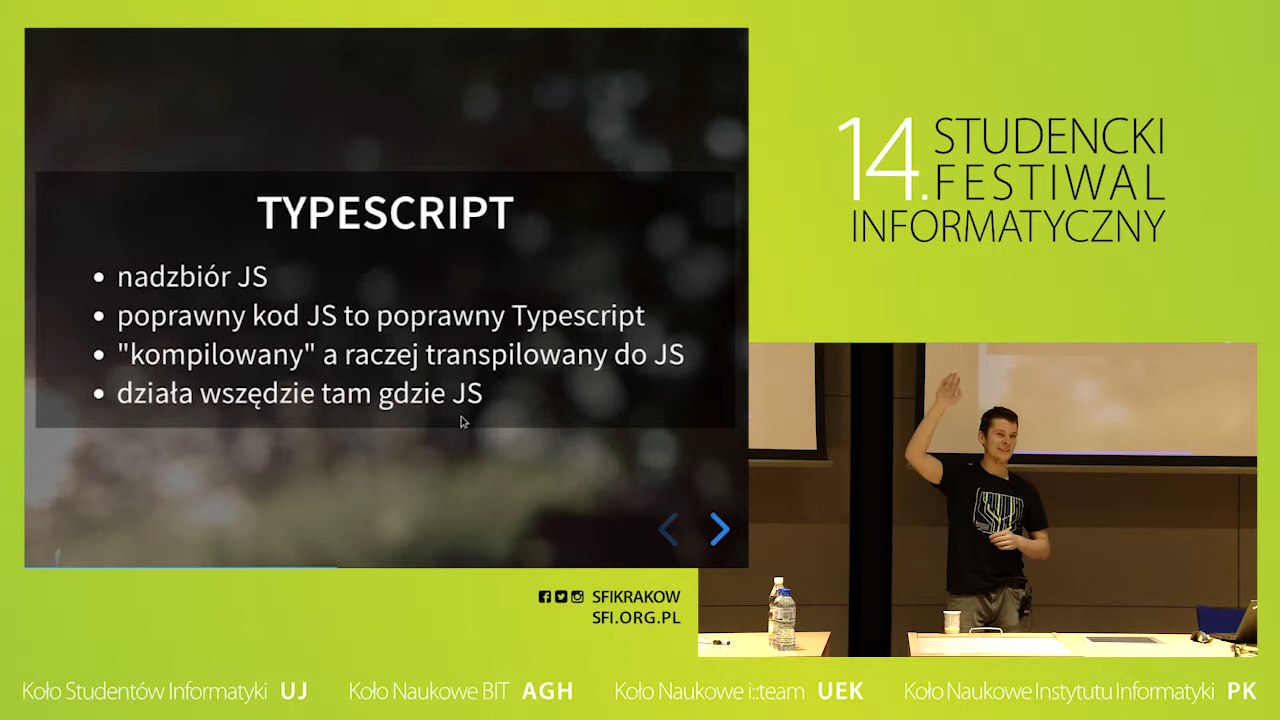 TYPESCRIPT
nadzbiór JS
poprawny kod JS to poprawny Typescript
"kompilowany" a raczej transpilowany do JS
działa wszędzie tam gdzie JS
14. STUDENCKI
FESTIWAL
INFORMATYCZNY
SFIKRAKOW
SFI.ORG.PL
Koło Studentów Informatyki UJ
Koło Naukowe BIT AGH
Koło Naukowe i::team UEK
Koło Naukowe Instytutu Informatyki PK